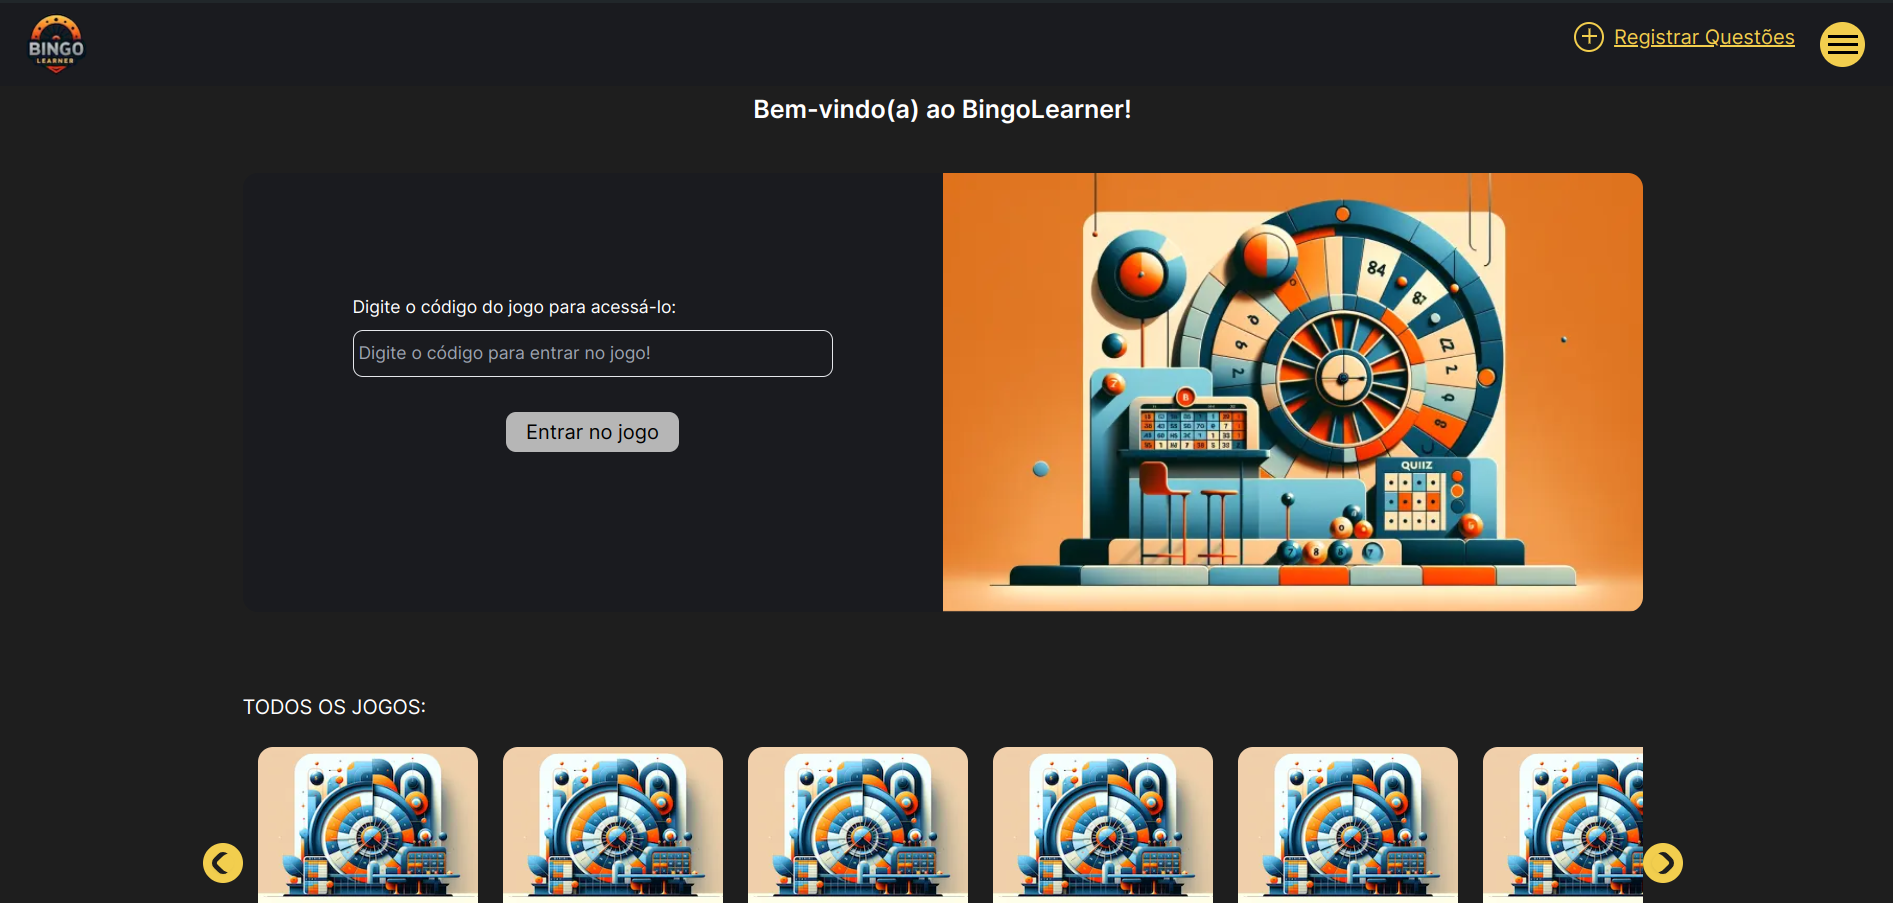 BINGO
LEARNER
Registrar Questões
Bem-vindo(a) ao BingoLearner!
Digite o código do jogo para acessá-lo:
Digite o código para entrar no jogo!
Entrar no jogo
84
QUIIZ
TODOS OS JOGOS: